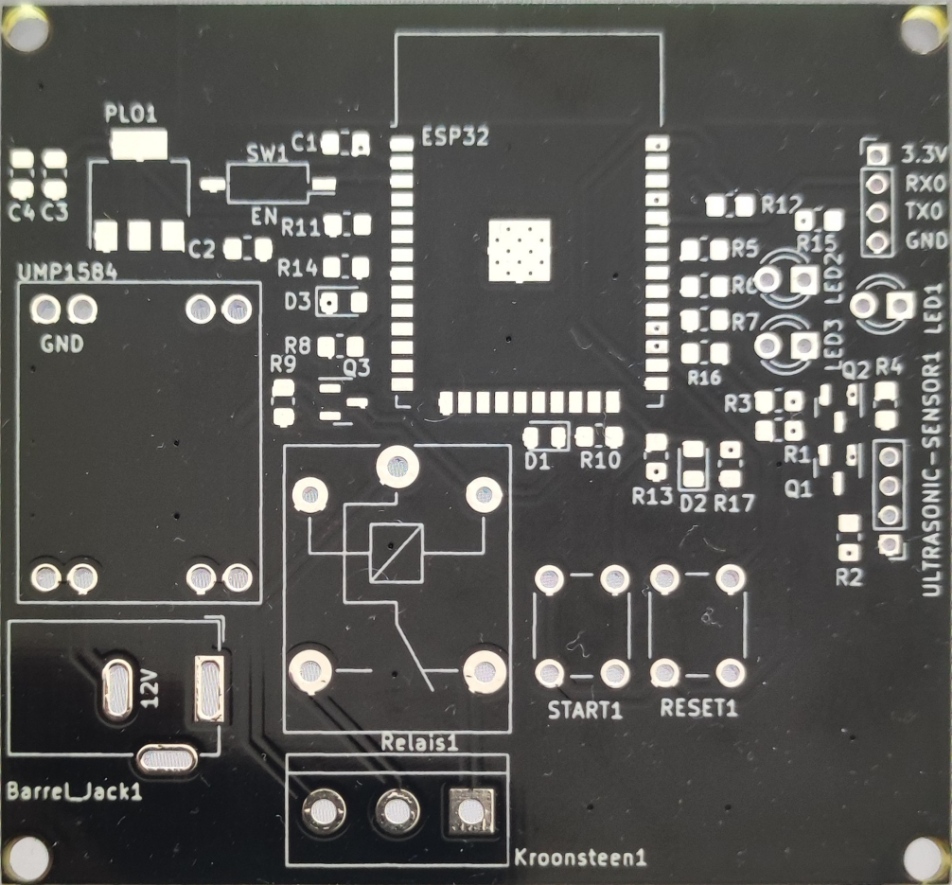 PLO1
C4
C3
SW1
EN
C1
ESP32
R11
C2
R14
D3
R8
R9
Q3
UMP1584
GND
3.3V
RX0
TX0
GND
R12
R15
R5
R6
R7
R16
LED2
LED3
LED1
Q2
R4
R3
R1
Q1
R2
ULTRASONIC-SENSOR1
D1
R10
R13
D2
R17
12V
Barrel_Jack1
Relais1
START1
RESET1
Kroonsteen1